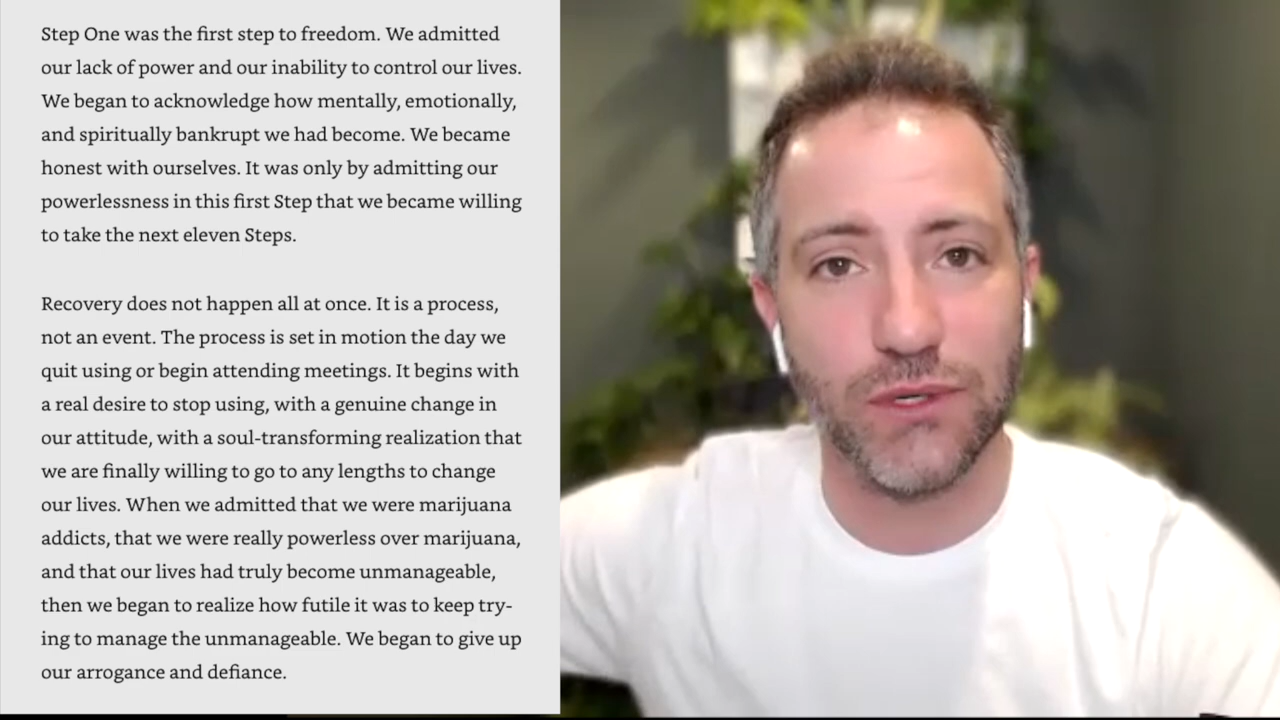 Step One was the first step to freedom. We admitted
our lack of power and our inability to control our lives.
We began to acknowledge how mentally, emotionally,
and spiritually bankrupt we had become. We became
honest with ourselves. It was only by admitting our
powerlessness in this first Step that we became willing
to take the next eleven Steps.
Recovery does not happen all at once. It is a process,
not an event. The process is set in motion the day we
quit using or begin attending meetings. It begins with
a real desire to stop using, with a genuine change in
our attitude, with a soul-transforming realization that
we are finally willing to go to any lengths to change
our lives. When we admitted that we were marijuana
addicts, that we were really powerless over marijuana,
and that our lives had truly become unmanageable,
then we began to realize how futile it was to keep try-
ing to manage the unmanageable. We began to give up
our arrogance and defiance.